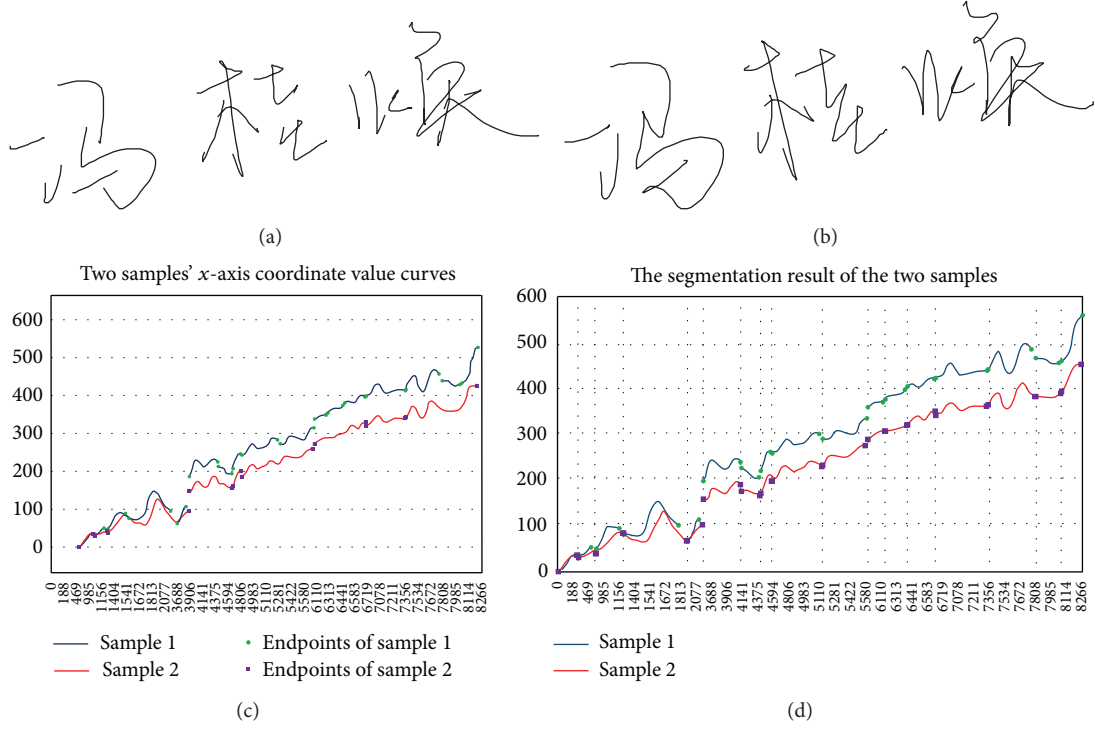 冯 桂 焕
冯 桂 焕
(a)
(b)
Two samples' x-axis coordinate value curves
600
500
400
300
200
100
0
0 188 469 985 1156 1404 1541 1672 1813 2077 3688 3906 4141 4375 4594 4806 4983 5110 5281 5422 5580 6110 6313 6441 6583 6719 7078 7211 7356 7534 7672 7808 7985 8114 8266
Sample 1
Sample 2
Endpoints of sample 1
Endpoints of sample 2
(c)
The segmentation result of the two samples
600
500
400
300
200
100
0
0 188 469 985 1156 1404 1541 1672 1813 2077 3688 3906 4141 4375 4594 4806 4983 5110 5281 5422 5580 6110 6313 6441 6583 6719 7078 7211 7356 7534 7672 7808 7985 8114 8266
Sample 1
Sample 2
(d)